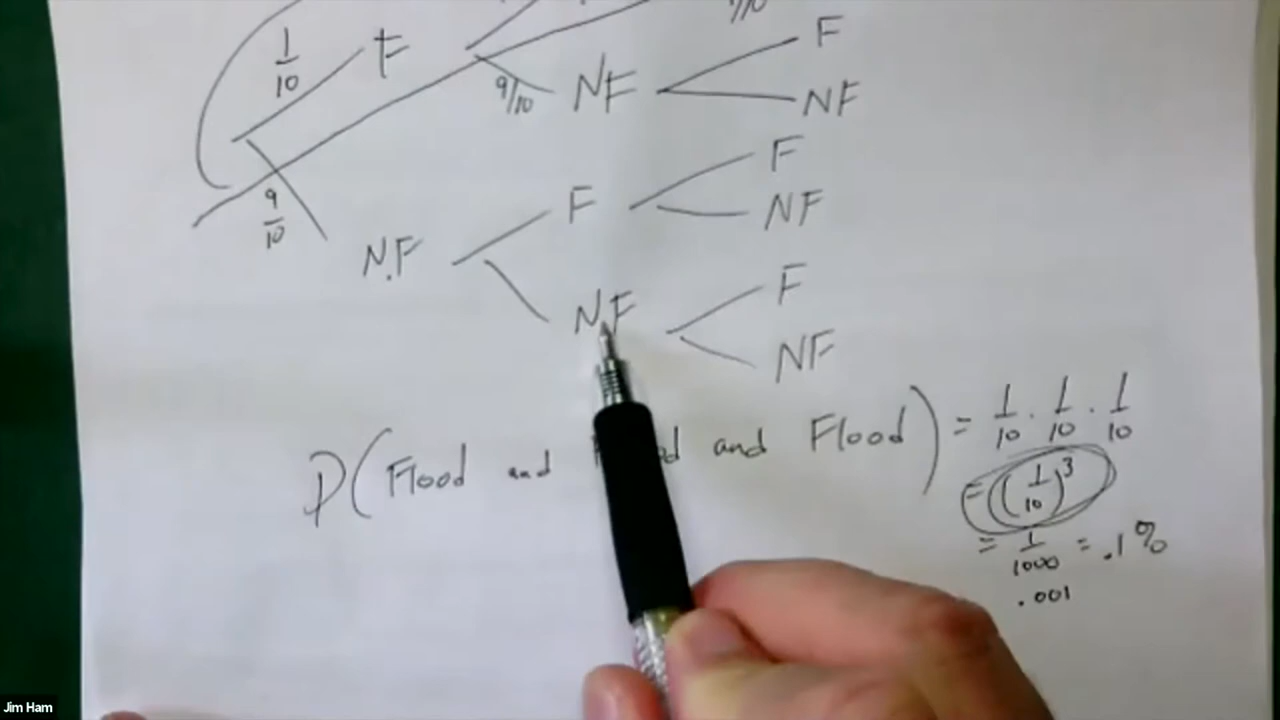 1/10 F
9/10 NF F
NF
9/10 NF F F
NF
NF F
NF
P(Flood and and Flood) = 1/10 . 1/10 . 1/10
= (1/10)^3
= 1/1000 = .1%
.001
Jim Ham